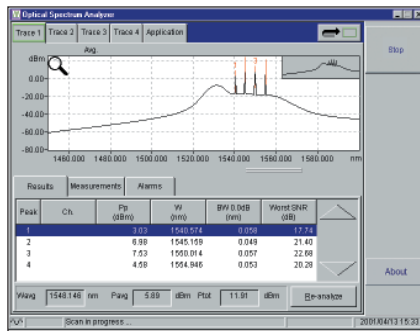 Optical Spectrum Analyzer
Trace 1 Trace 2 Trace 3 Trace 4 Application
Stop
Avg.
dBm
0.00
-20.00
-40.00
-60.00
-80.00
1460.000 1480.000 1500.000 1520.000 1540.000 1560.000 1580.000 nm
Results Measurements Alarms
Peak Ch. Pp (dBm) W (nm) BW 0.0dB (nm) Worst SNR (dB)
1 3.03 1540.574 0.058 17.74
2 6.98 1545.169 0.049 21.40
3 7.53 1550.014 0.057 22.68
4 4.59 1554.946 0.053 20.28
About
Wavg 1548.146 nm Pavg 5.89 dBm Ptot 11.91 dBm Re-analyze
Scan in progress ... 2001/04/13 15:33